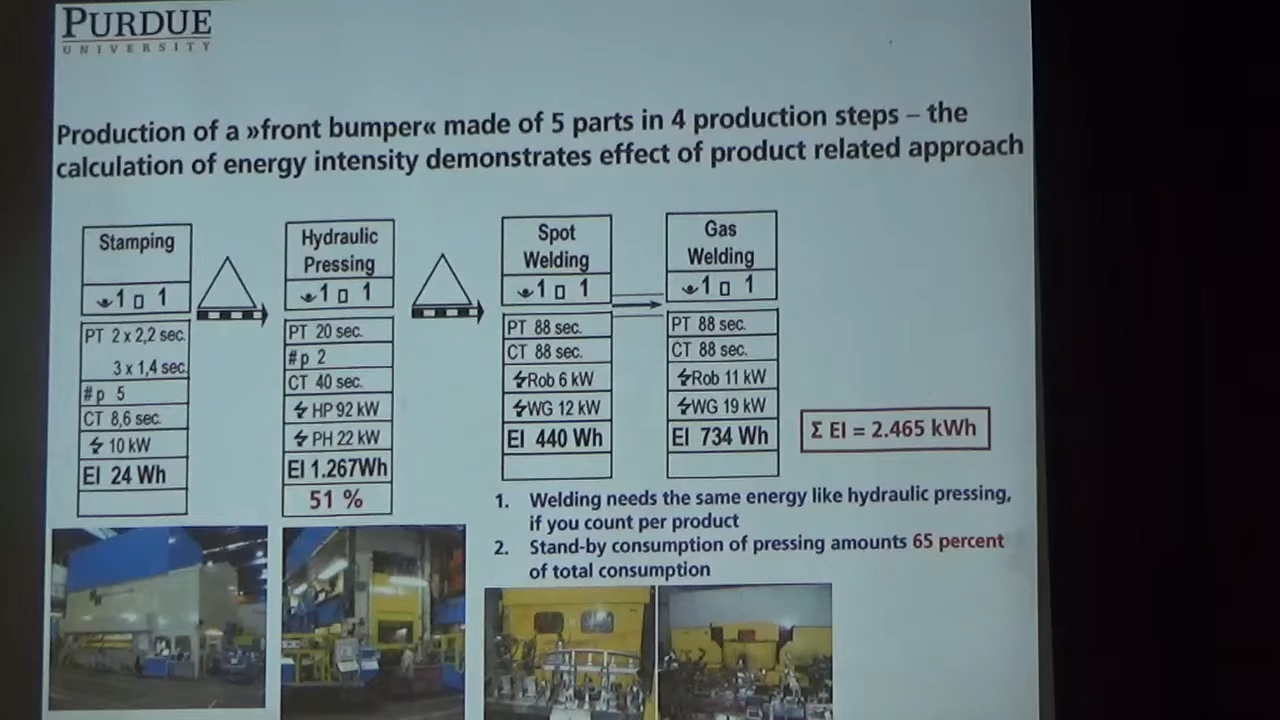 PURDUE
UNIVERSITY
Production of a »front bumper« made of 5 parts in 4 production steps – the
calculation of energy intensity demonstrates effect of product related approach
Stamping
1 1
PT 2 x 2,2 sec.
3 x 1,4 sec.
#p 5
CT 8,6 sec.
10 kW
EI 24 Wh
Hydraulic
Pressing
1 1
PT 20 sec.
#p 2
CT 40 sec.
HP 92 kW
PH 22 kW
EI 1.267Wh
51 %
Spot
Welding
1 1
PT 88 sec.
CT 88 sec.
Rob 6 kW
WG 12 kW
EI 440 Wh
Gas
Welding
1 1
PT 88 sec.
CT 88 sec.
Rob 11 kW
WG 19 kW
EI 734 Wh
Σ EI = 2.465 kWh
1. Welding needs the same energy like hydraulic pressing,
if you count per product
2. Stand-by consumption of pressing amounts 65 percent
of total consumption